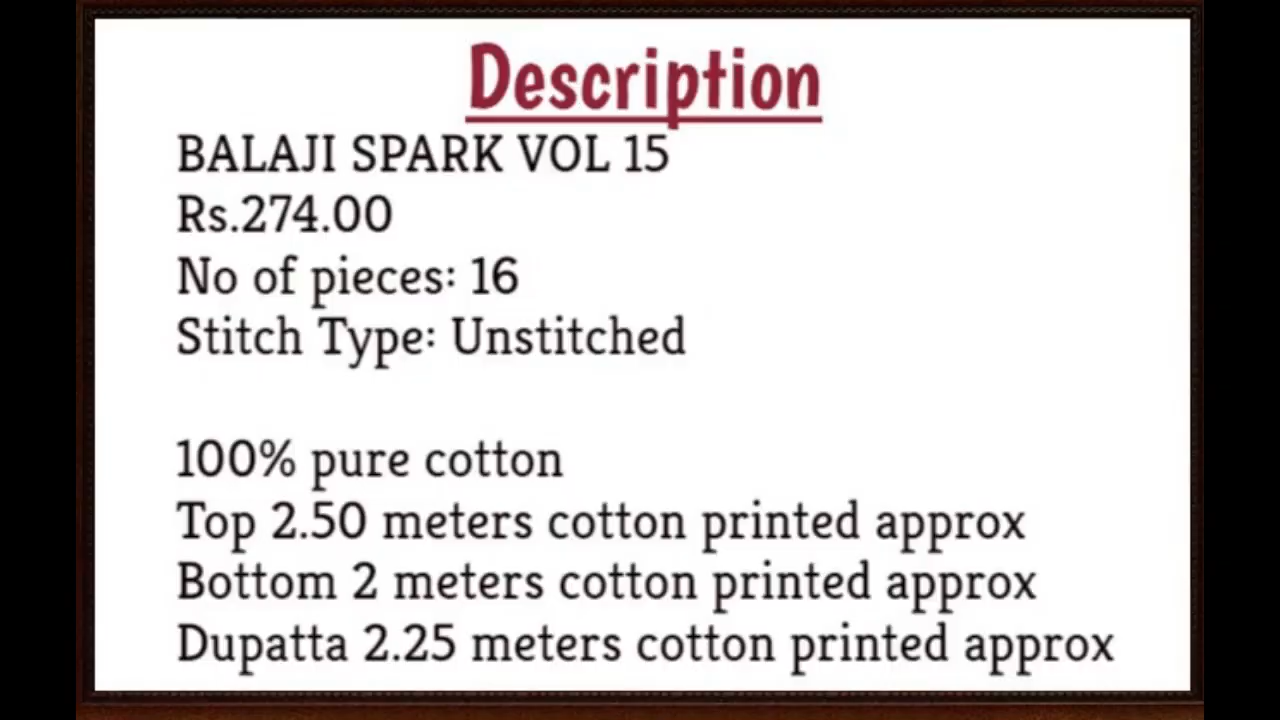 Description
BALAJI SPARK VOL 15
Rs.274.00
No of pieces: 16
Stitch Type: Unstitched
100% pure cotton
Top 2.50 meters cotton printed approx
Bottom 2 meters cotton printed approx
Dupatta 2.25 meters cotton printed approx